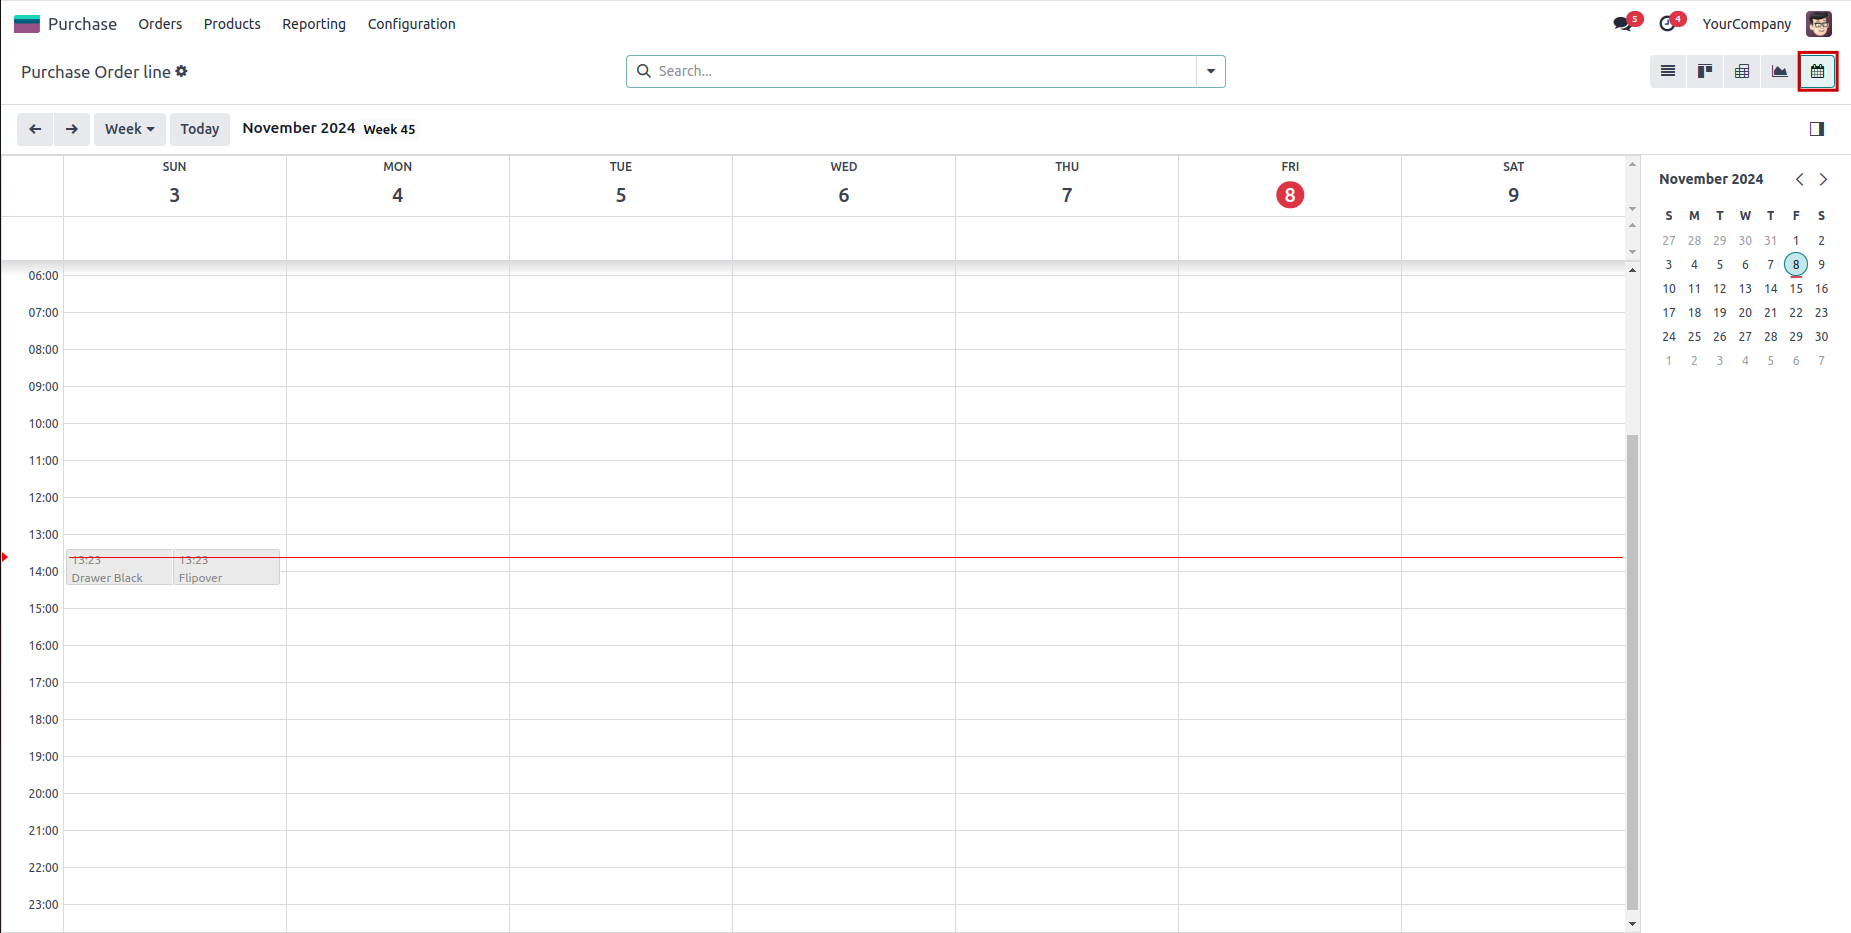 Purchase Orders Products Reporting Configuration 5 4 YourCompany
Purchase Order line Search...
Week Today November 2024 Week 45
SUN MON TUE WED THU FRI SAT
3 4 5 6 7 8 9
06:00
07:00
08:00
09:00
10:00
11:00
12:00
13:00
13:23 13:23
14:00 Drawer Black Flipover
15:00
16:00
17:00
18:00
19:00
20:00
21:00
22:00
23:00
November 2024
S M T W T F S
27 28 29 30 31 1 2
3 4 5 6 7 8 9
10 11 12 13 14 15 16
17 18 19 20 21 22 23
24 25 26 27 28 29 30
1 2 3 4 5 6 7